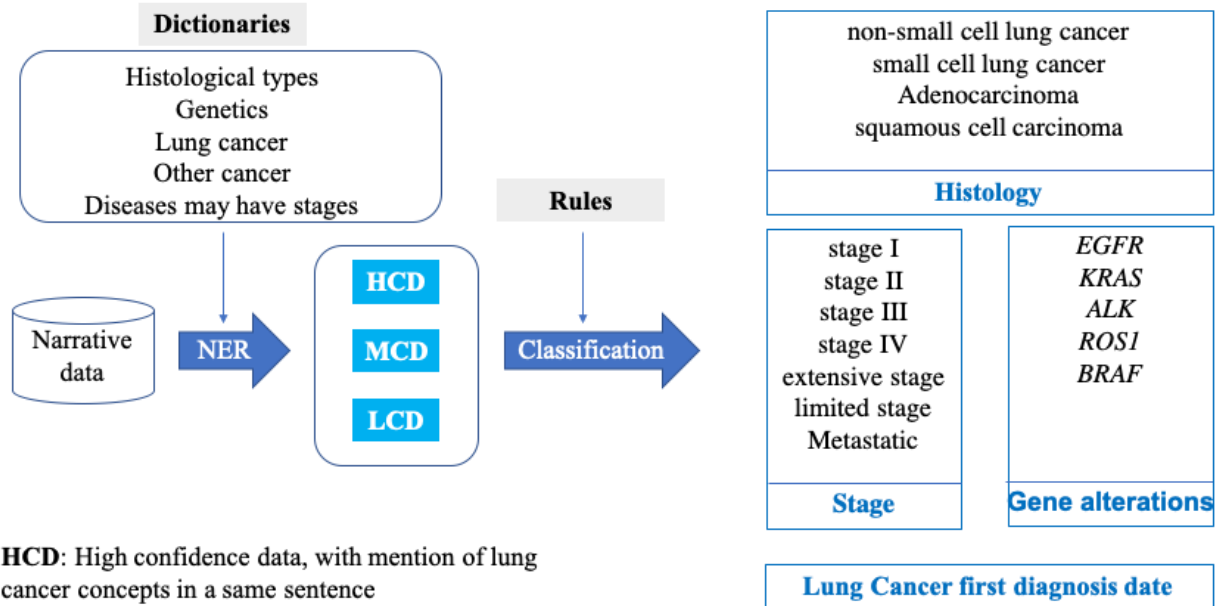 Dictionaries
Histological types
Genetics
Lung cancer
Other cancer
Diseases may have stages
Narrative
data
NER
HCD
MCD
LCD
Rules
Classification
non-small cell lung cancer
small cell lung cancer
Adenocarcinoma
squamous cell carcinoma
Histology
stage I
stage II
stage III
stage IV
extensive stage
limited stage
Metastatic
Stage
EGFR
KRAS
ALK
ROS1
BRAF
Gene alterations
Lung Cancer first diagnosis date
HCD: High confidence data, with mention of lung
cancer concepts in a same sentence